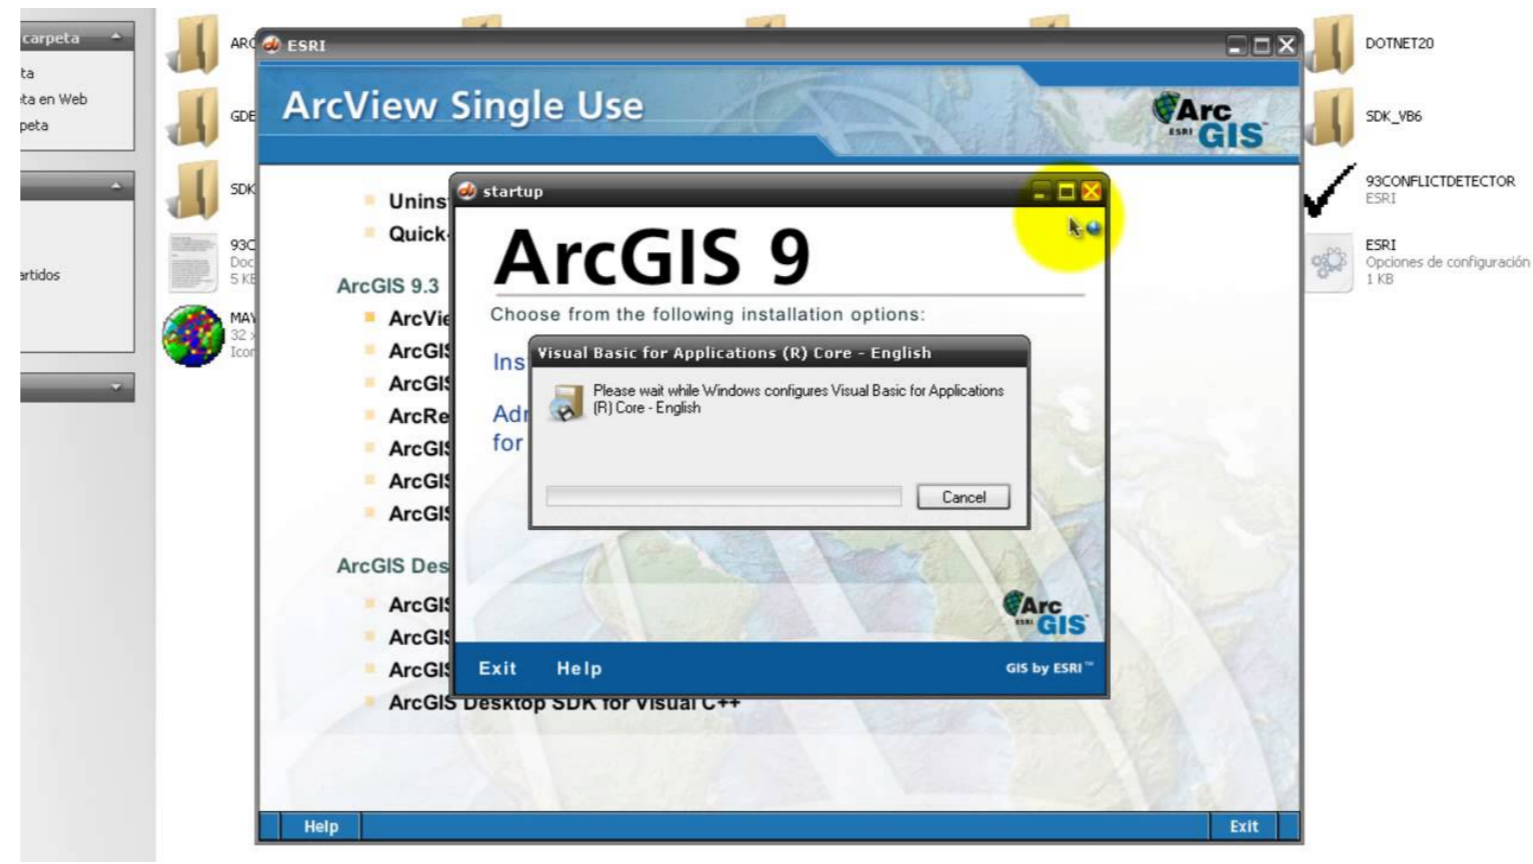 carpeta
ta
ta en Web
peta
artidos
ARC
GDE
SDK
93C
Doc
5 KE
MAY
32 x
Icor
ESRI
ArcView Single Use
Arc
ESRI GIS
Unins
Quick-
ArcGIS 9.3
ArcVie
ArcGIS
ArcGIS
ArcRe
ArcGIS
ArcGIS
ArcGIS
ArcGIS Des
ArcGIS
ArcGIS
ArcGIS
ArcGIS Desktop SDK for Visual C++
startup
ArcGIS 9
Choose from the following installation options:
Ins
Adr
for
Visual Basic for Applications (R) Core - English
Please wait while Windows configures Visual Basic for Applications
(R) Core - English
Cancel
Arc
ESRI GIS
Exit Help
GIS by ESRI™
Help
Exit
DOTNET20
SDK_VB6
93CONFLICTDETECTOR
ESRI
ESRI
Opciones de configuración
1 KB